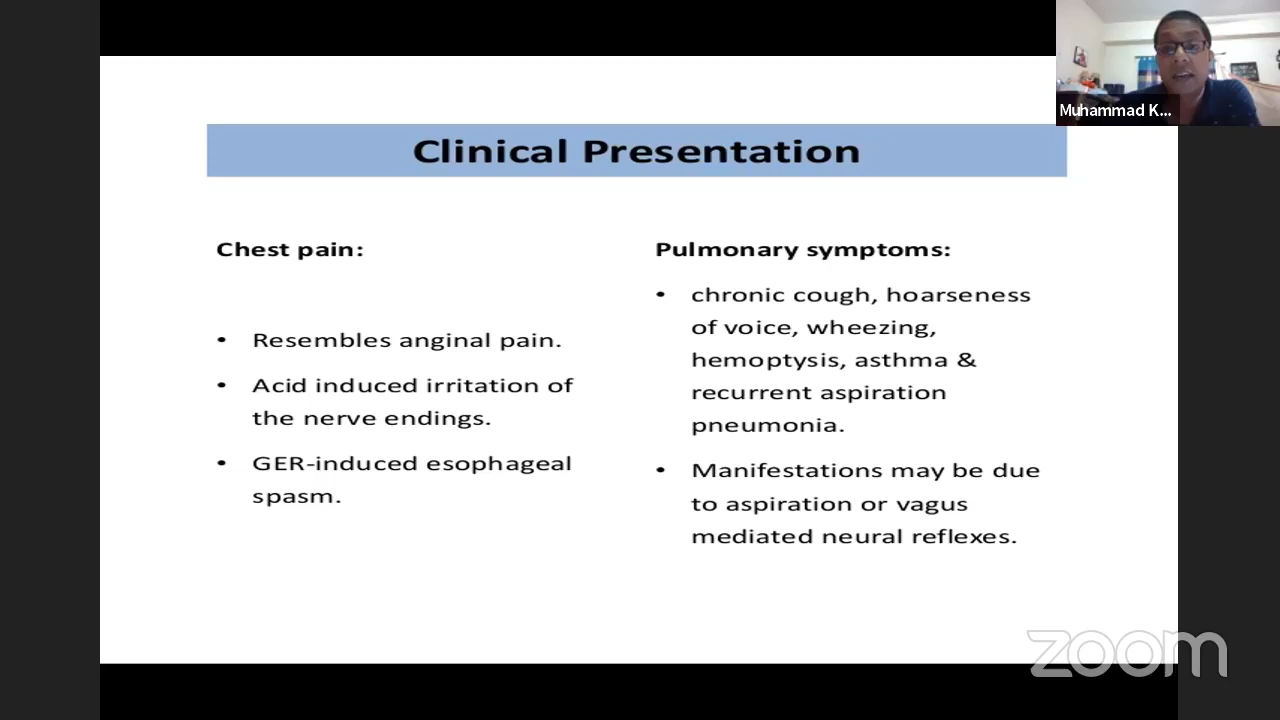 Muhammad K...
Clinical Presentation
Chest pain:
• Resembles anginal pain.
• Acid induced irritation of
the nerve endings.
• GER-induced esophageal
spasm.
Pulmonary symptoms:
• chronic cough, hoarseness
of voice, wheezing,
hemoptysis, asthma &
recurrent aspiration
pneumonia.
• Manifestations may be due
to aspiration or vagus
mediated neural reflexes.
zoom